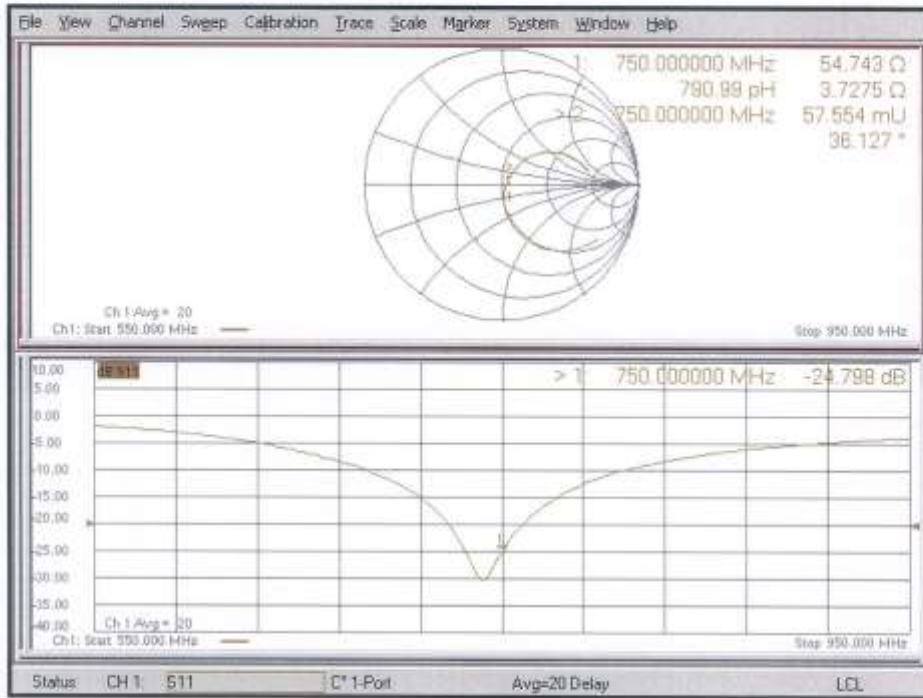 File View Channel Sweep Calibration Trace Scale Marker System Window Help
1 750.000000 MHz 54.743 Ω
790.99 pH 3.7275 Ω
> 2 750.000000 MHz 57.554 mU
36.127 °
Ch 1 Avg = 20
Ch1: Start 550.000 MHz
Stop 950.000 MHz
10.00
dB S11
> 1 750.000000 MHz -24.798 dB
5.00
0.00
-5.00
-10.00
-15.00
-20.00
-25.00
1
-30.00
-35.00
-40.00
Ch 1 Avg = 20
Ch1: Start 550.000 MHz
Stop 950.000 MHz
Status CH 1: S11 C* 1-Port Avg=20 Delay LCL